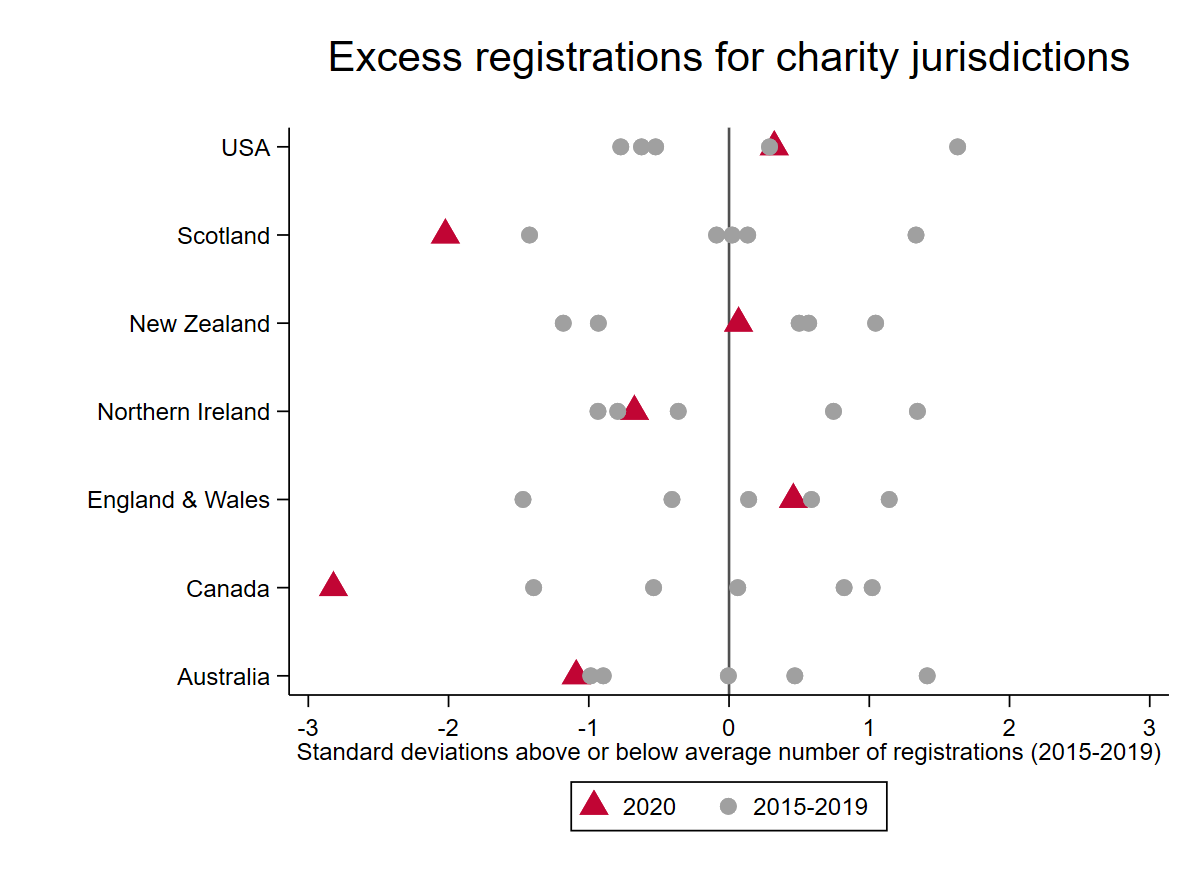 Excess registrations for charity jurisdictions
USA
Scotland
New Zealand
Northern Ireland
England & Wales
Canada
Australia
-3 -2 -1 0 1 2 3
Standard deviations above or below average number of registrations (2015-2019)
2020 2015-2019